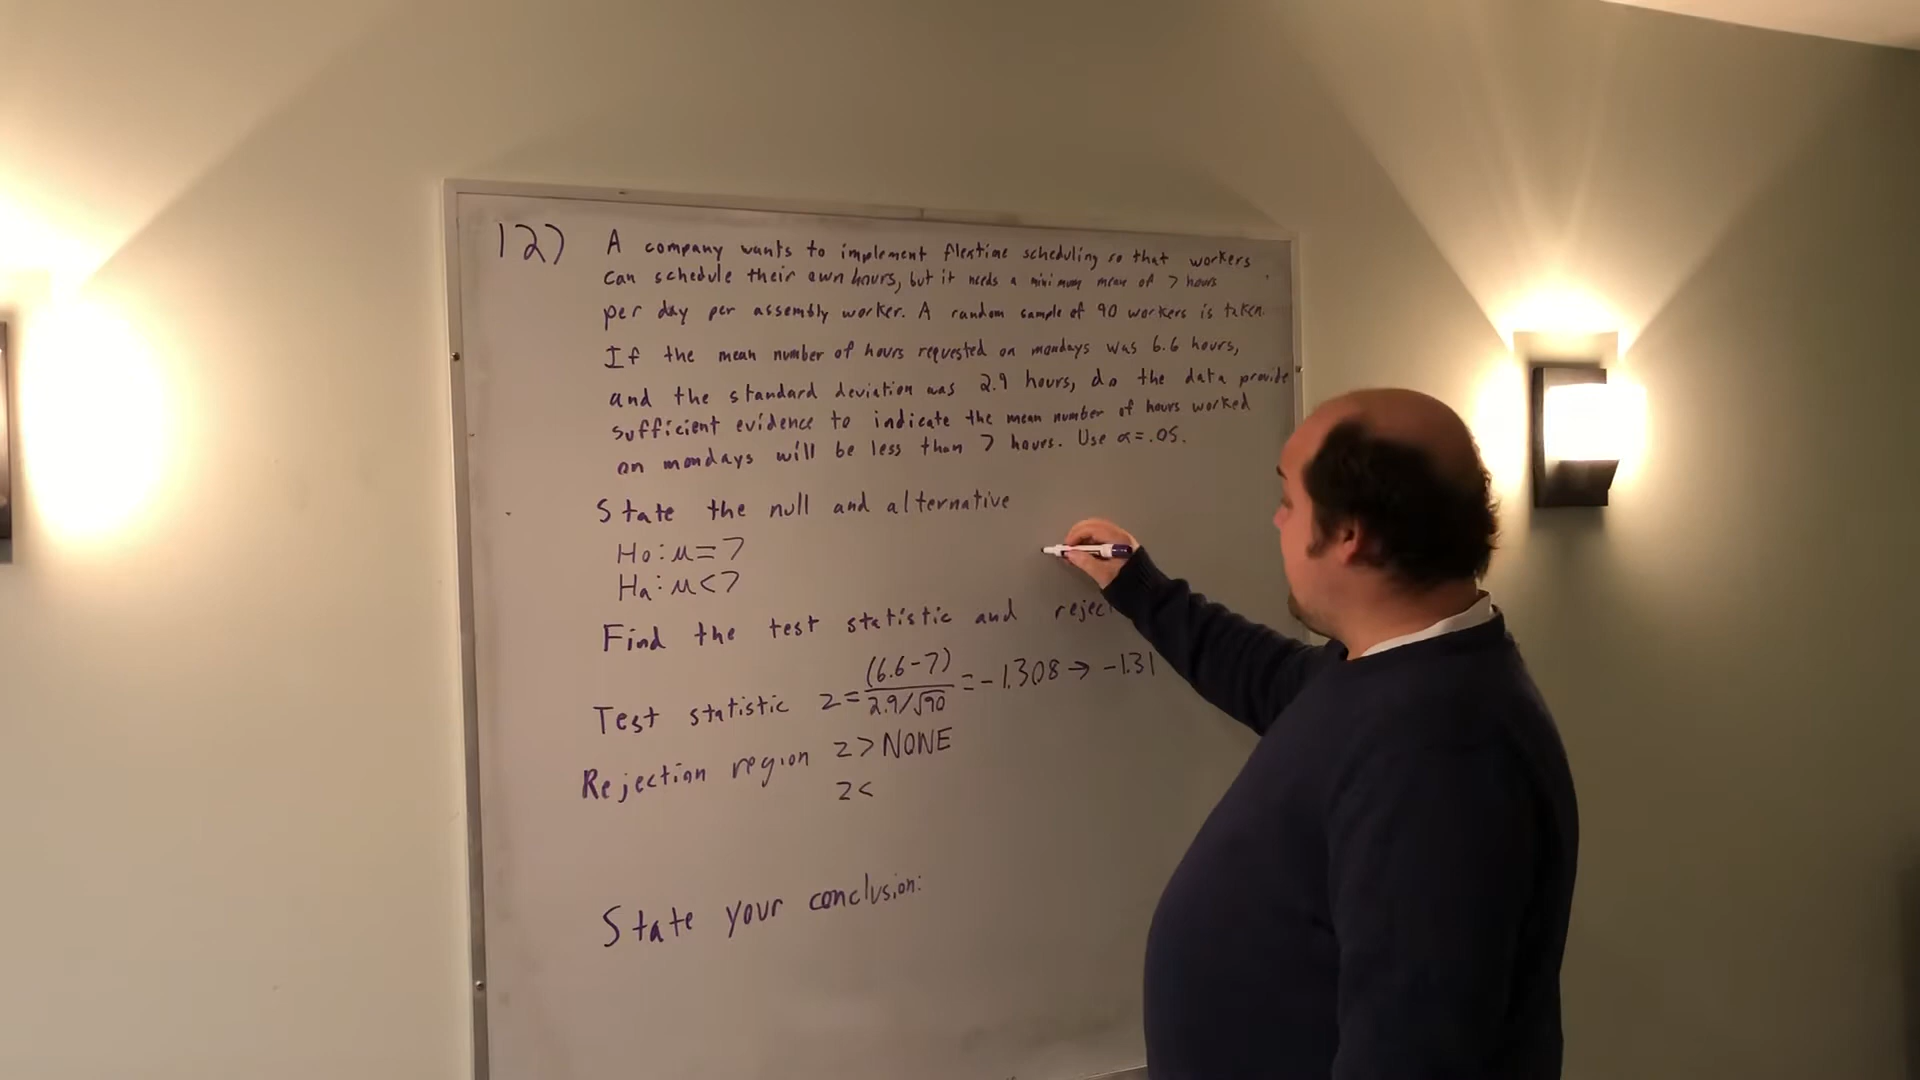 12)
A company wants to implement flextime scheduling so that workers
can schedule their own hours, but it needs a minimum mean of 7 hours
per day per assembly worker. A random sample of 90 workers is taken.
If the mean number of hours requested on mondays was 6.6 hours,
and the standard deviation was 2.9 hours, do the data provide
sufficient evidence to indicate the mean number of hours worked
on mondays will be less than 7 hours. Use α=.05.
State the null and alternative
Ho: μ=7
Ha: μ<7
Find the test statistic and rejec
Test statistic z = (6.6-7) / (2.9/√90) = -1.308 → -1.31
Rejection region z > NONE
z <
State your conclusion: